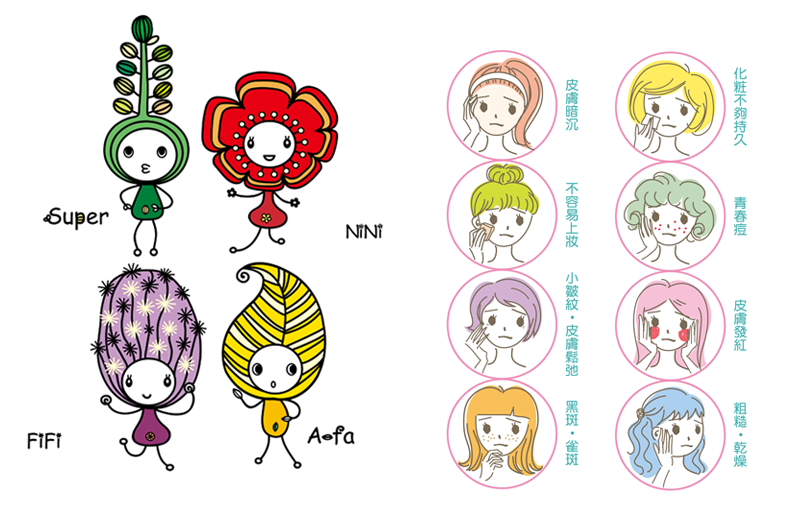 Super
NiNi
FiFi
A-fa
皮膚暗沉
化粧不夠持久
不容易上妝
青春痘
小皺紋・皮膚鬆弛
皮膚發紅
黑斑・雀斑
粗糙・乾燥